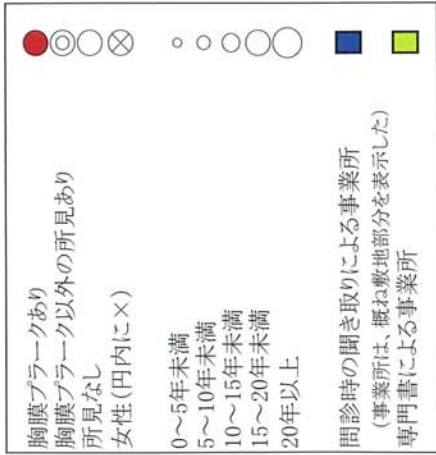 胸膜プラークあり
胸膜プラーク以外の所見あり
所見なし
女性(円内に×)
0～5年未満
5～10年未満
10～15年未満
15～20年未満
20年以上
問診時の聞き取りによる事業所
(事業所は、概ね敷地部分を表示した)
専門書による事業所